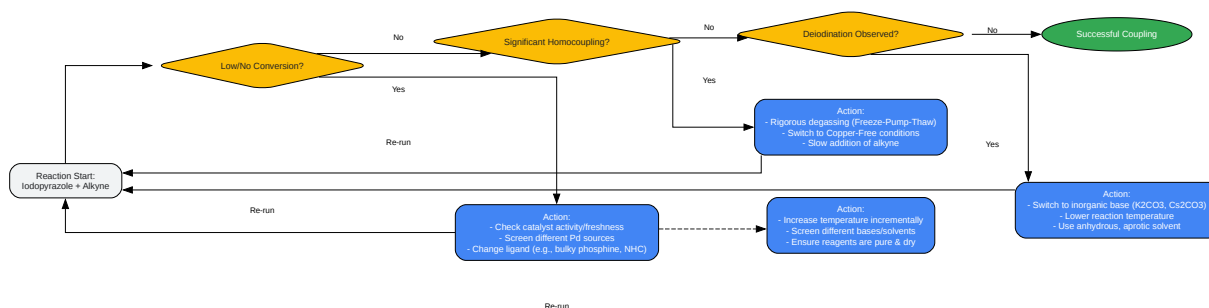 Low/No Conversion?
No
Yes
Significant Homocoupling?
No
Yes
Deiodination Observed?
No
Yes
Successful Coupling
Action:
- Rigorous degassing (Freeze-Pump-Thaw)
- Switch to Copper-Free conditions
- Slow addition of alkyne
Re-run
Reaction Start:
Iodopyrazole + Alkyne
Re-run
Action:
- Check catalyst activity/freshness
- Screen different Pd sources
- Change ligand (e.g., bulky phosphine, NHC)
Action:
- Increase temperature incrementally
- Screen different bases/solvents
- Ensure reagents are pure & dry
Action:
- Switch to inorganic base (K2CO3, Cs2CO3)
- Lower reaction temperature
- Use anhydrous, aprotic solvent
Re-run